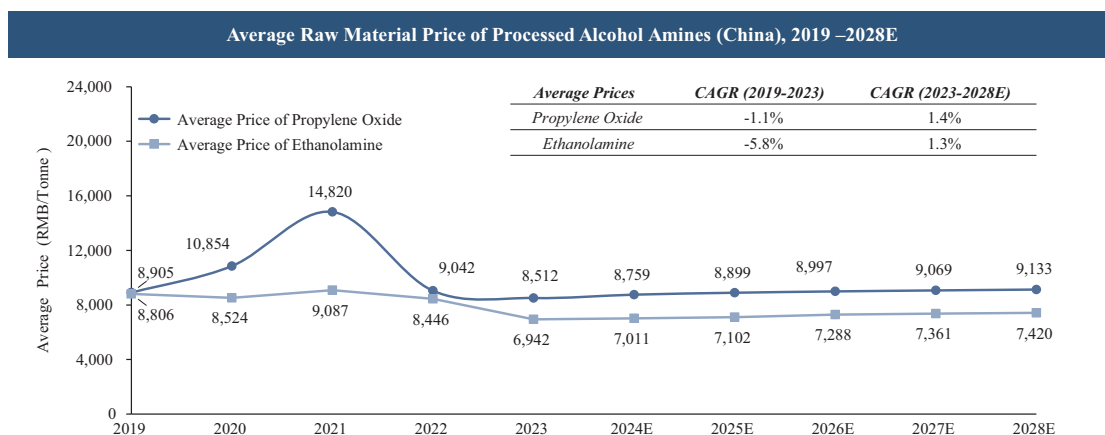 Average Raw Material Price of Processed Alcohol Amines (China), 2019 –2028E
Average Price (RMB/Tonne )
24,000
20,000
16,000
12,000
8,000
4,000
0
Average Price of Propylene Oxide
Average Price of Ethanolamine
Average Prices CAGR (2019-2023) CAGR (2023-2028E)
Propylene Oxide -1.1% 1.4%
Ethanolamine -5.8% 1.3%
8,905 10,854 14,820 9,042 8,512 8,759 8,899 8,997 9,069 9,133
8,806 8,524 9,087 8,446 6,942 7,011 7,102 7,288 7,361 7,420
2019 2020 2021 2022 2023 2024E 2025E 2026E 2027E 2028E